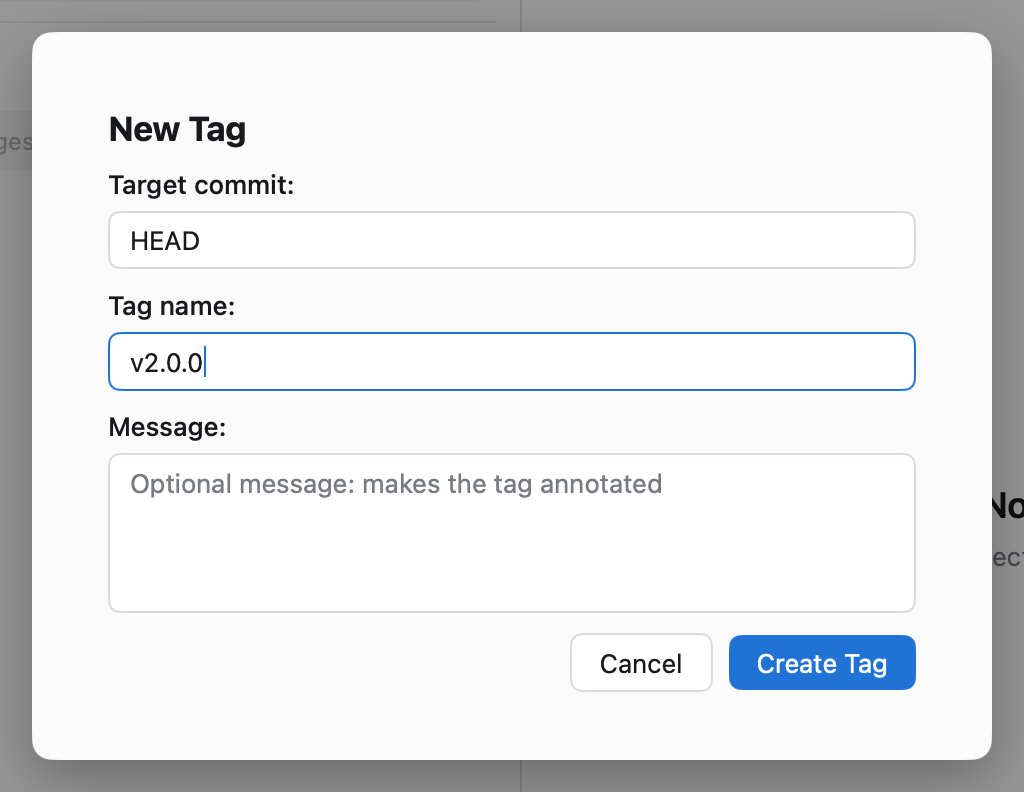 New Tag
Target commit:
HEAD
Tag name:
v2.0.0
Message:
Optional message: makes the tag annotated
Cancel
Create Tag